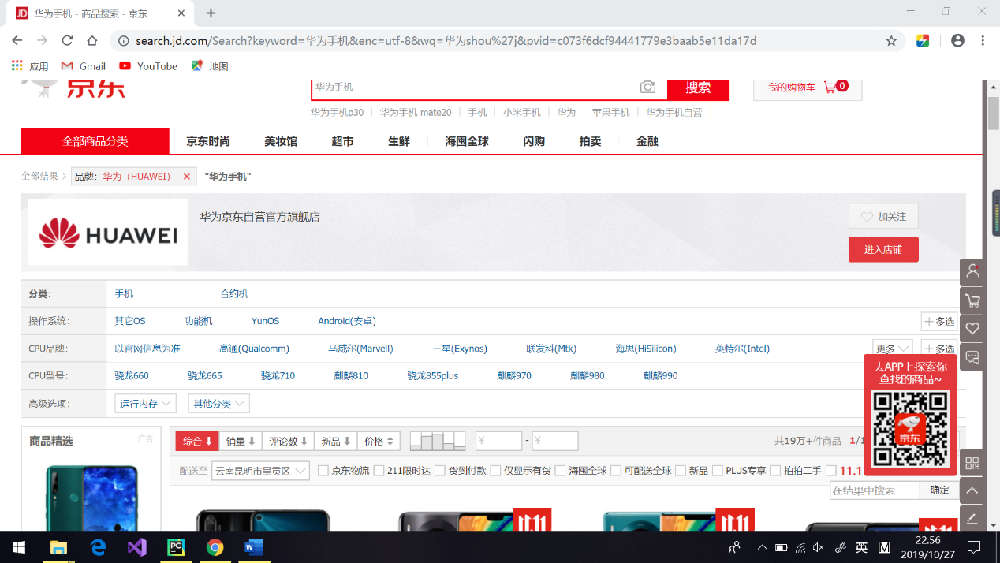 JD 华为手机 - 商品搜索 - 京东
search.jd.com/Search?keyword=华为手机&enc=utf-8&wq=华为shou%27j&pvid=c073f6dcf94441779e3baab5e11da17d
应用 Gmail YouTube 地图
京东 华为手机 搜索 我的购物车 0
华为手机p30 华为手机 mate20 手机 小米手机 华为 苹果手机 华为手机自营
全部商品分类 京东时尚 美妆馆 超市 生鲜 海囤全球 闪购 拍卖 金融
全部结果 > 品牌: 华为（HUAWEI） × "华为手机"
HUAWEI 华为京东自营官方旗舰店 加关注
进入店铺
分类: 手机 合约机
操作系统: 其它OS 功能机 YunOS Android(安卓) 多选
CPU品牌: 以官网信息为准 高通(Qualcomm) 马威尔(Marvell) 三星(Exynos) 联发科(Mtk) 海思(HiSilicon) 英特尔(Intel) 更多 多选
去APP上探索你
查找的商品~
京东
CPU型号: 骁龙660 骁龙665 骁龙710 麒麟810 骁龙855plus 麒麟970 麒麟980 麒麟990
高级选项: 运行内存 其他分类
商品精选 广告 综合 销量 评论数 新品 价格 ¥ - ¥ 共19万+件商品 1/1
配送至 云南昆明市呈贡区 京东物流 211限时达 货到付款 仅显示有货 海囤全球 可配送全球 新品 PLUS专享 拍拍二手 11.1
在结果中搜索 确定
11.11 11.11
PC W 英 M 22:56
2019/10/27